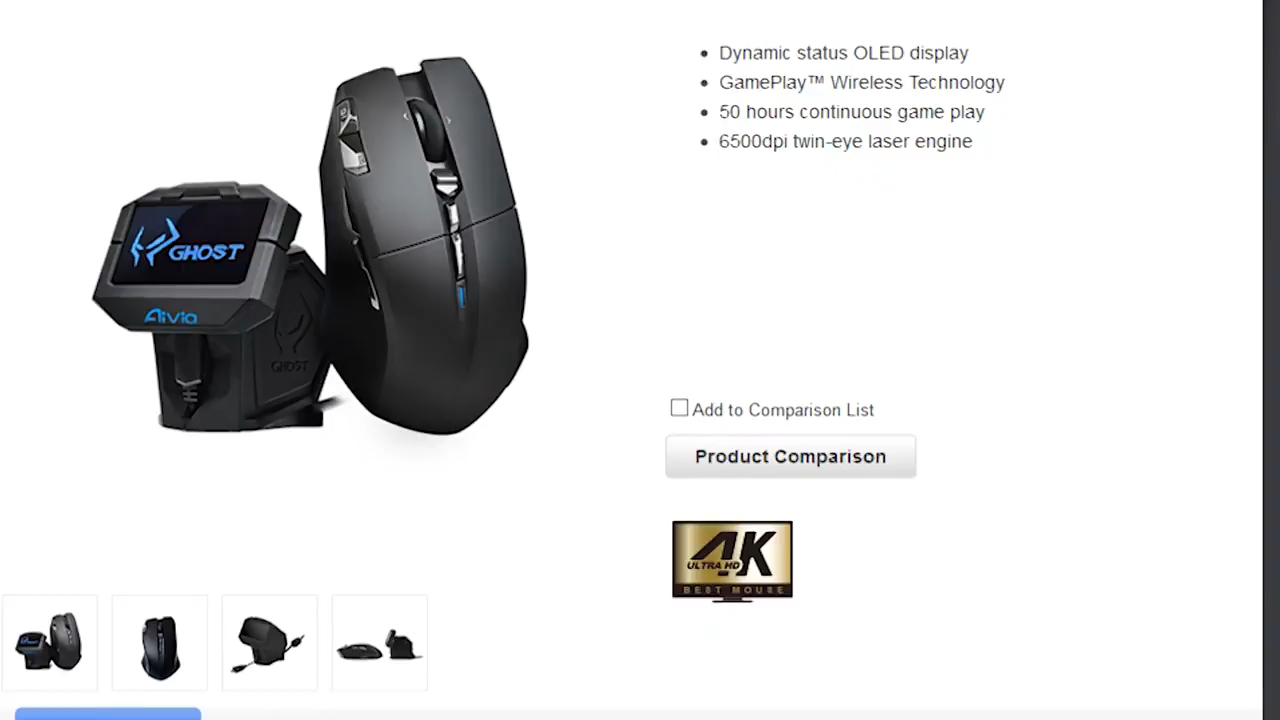 Dynamic status OLED display
GamePlay™ Wireless Technology
50 hours continuous game play
6500dpi twin-eye laser engine
GHOST
Aivia
GHOST
Add to Comparison List
Product Comparison
4K
ULTRA HD
BEST MOUSE